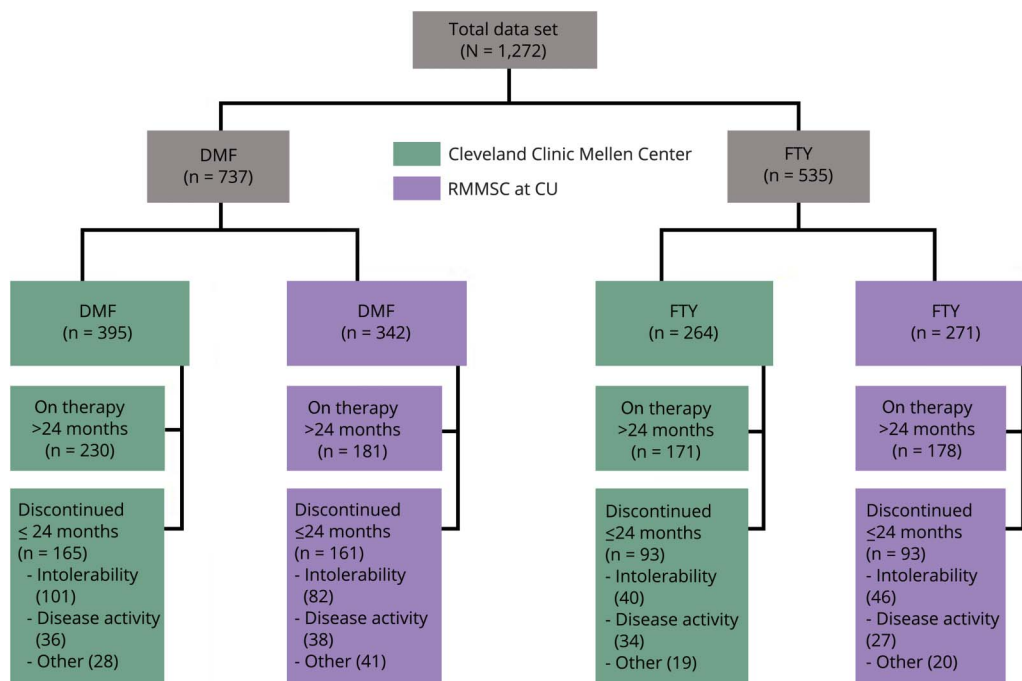 Total data set
(N = 1,272)
DMF
(n = 737)
Cleveland Clinic Mellen Center
RMMSC at CU
FTY
(n = 535)
DMF
(n = 395)
DMF
(n = 342)
FTY
(n = 264)
FTY
(n = 271)
On therapy
>24 months
(n = 230)
On therapy
>24 months
(n = 181)
On therapy
>24 months
(n = 171)
On therapy
>24 months
(n = 178)
Discontinued
≤ 24 months
(n = 165)
- Intolerability
(101)
- Disease activity
(36)
- Other (28)
Discontinued
≤24 months
(n = 161)
- Intolerability
(82)
- Disease activity
(38)
- Other (41)
Discontinued
≤24 months
(n = 93)
- Intolerability
(40)
- Disease activity
(34)
- Other (19)
Discontinued
≤24 months
(n = 93)
- Intolerability
(46)
- Disease activity
(27)
- Other (20)